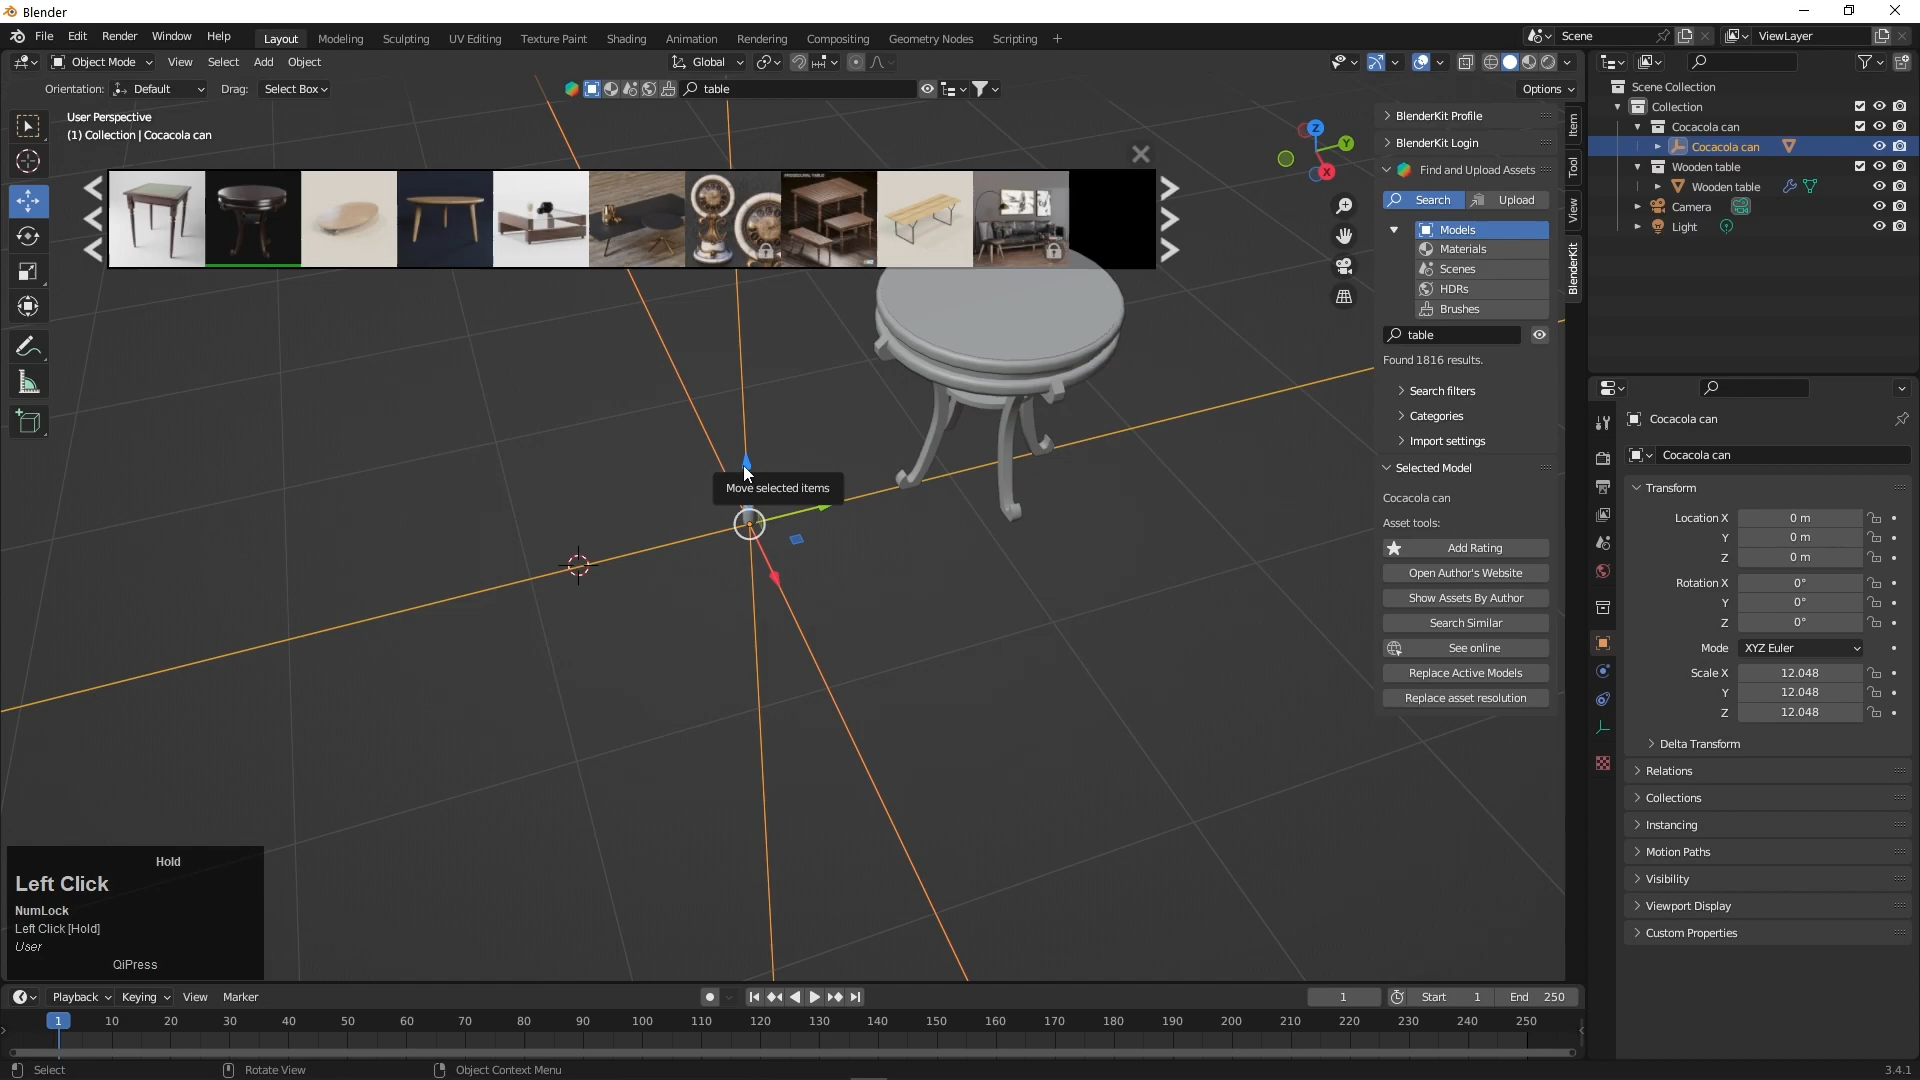 Blender
File Edit Render Window Help Layout Modeling Sculpting UV Editing Texture Paint Shading Animation Rendering Compositing Geometry Nodes Scripting + Scene ViewLayer
Object Mode View Select Add Object Global
Orientation: Default Drag: Select Box table Options
User Perspective
(1) Collection | Cocacola can
Move selected items
BlenderKit Profile
BlenderKit Login
Find and Upload Assets
Search Upload
Models
Materials
Scenes
HDRs
Brushes
table
Found 1816 results.
Search filters
Categories
Import settings
Selected Model
Cocacola can
Asset tools:
Add Rating
Open Author's Website
Show Assets By Author
Search Similar
See online
Replace Active Models
Replace asset resolution
Item
Tool
View
BlenderKit
Z
Y
X
Scene Collection
Collection
Cocacola can
Cocacola can
Wooden table
Wooden table
Camera
Light
Cocacola can
Cocacola can
Transform
Location X 0 m
Y 0 m
Z 0 m
Rotation X 0°
Y 0°
Z 0°
Mode XYZ Euler
Scale X 12.048
Y 12.048
Z 12.048
Delta Transform
Relations
Collections
Instancing
Motion Paths
Visibility
Viewport Display
Custom Properties
Hold
Left Click
NumLock
Left Click [Hold]
User
QiPress
Playback Keying View Marker 1 Start 1 End 250
1 10 20 30 40 50 60 70 80 90 100 110 120 130 140 150 160 170 180 190 200 210 220 230 240 250
Select Rotate View Object Context Menu 3.4.1